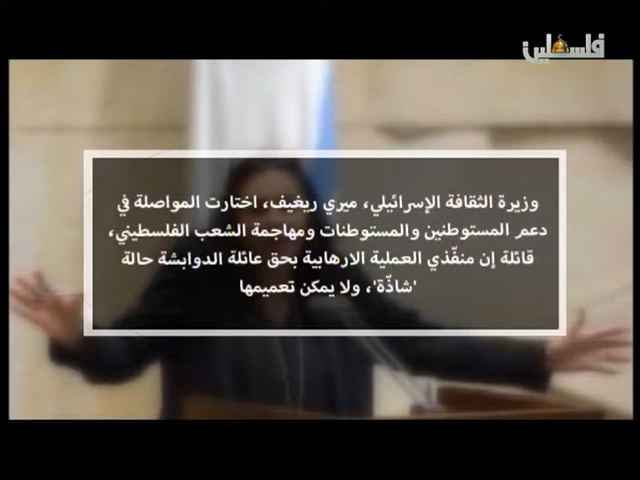 فلسطين
وزيرة الثقافة الإسرائيلي، ميري ريغيف، اختارت المواصلة في
دعم المستوطنين والمستوطنات ومهاجمة الشعب الفلسطيني،
قائلة إن منفّذي العملية الارهابية بحق عائلة الدوابشة حالة
'شاذّة'، ولا يمكن تعميمها